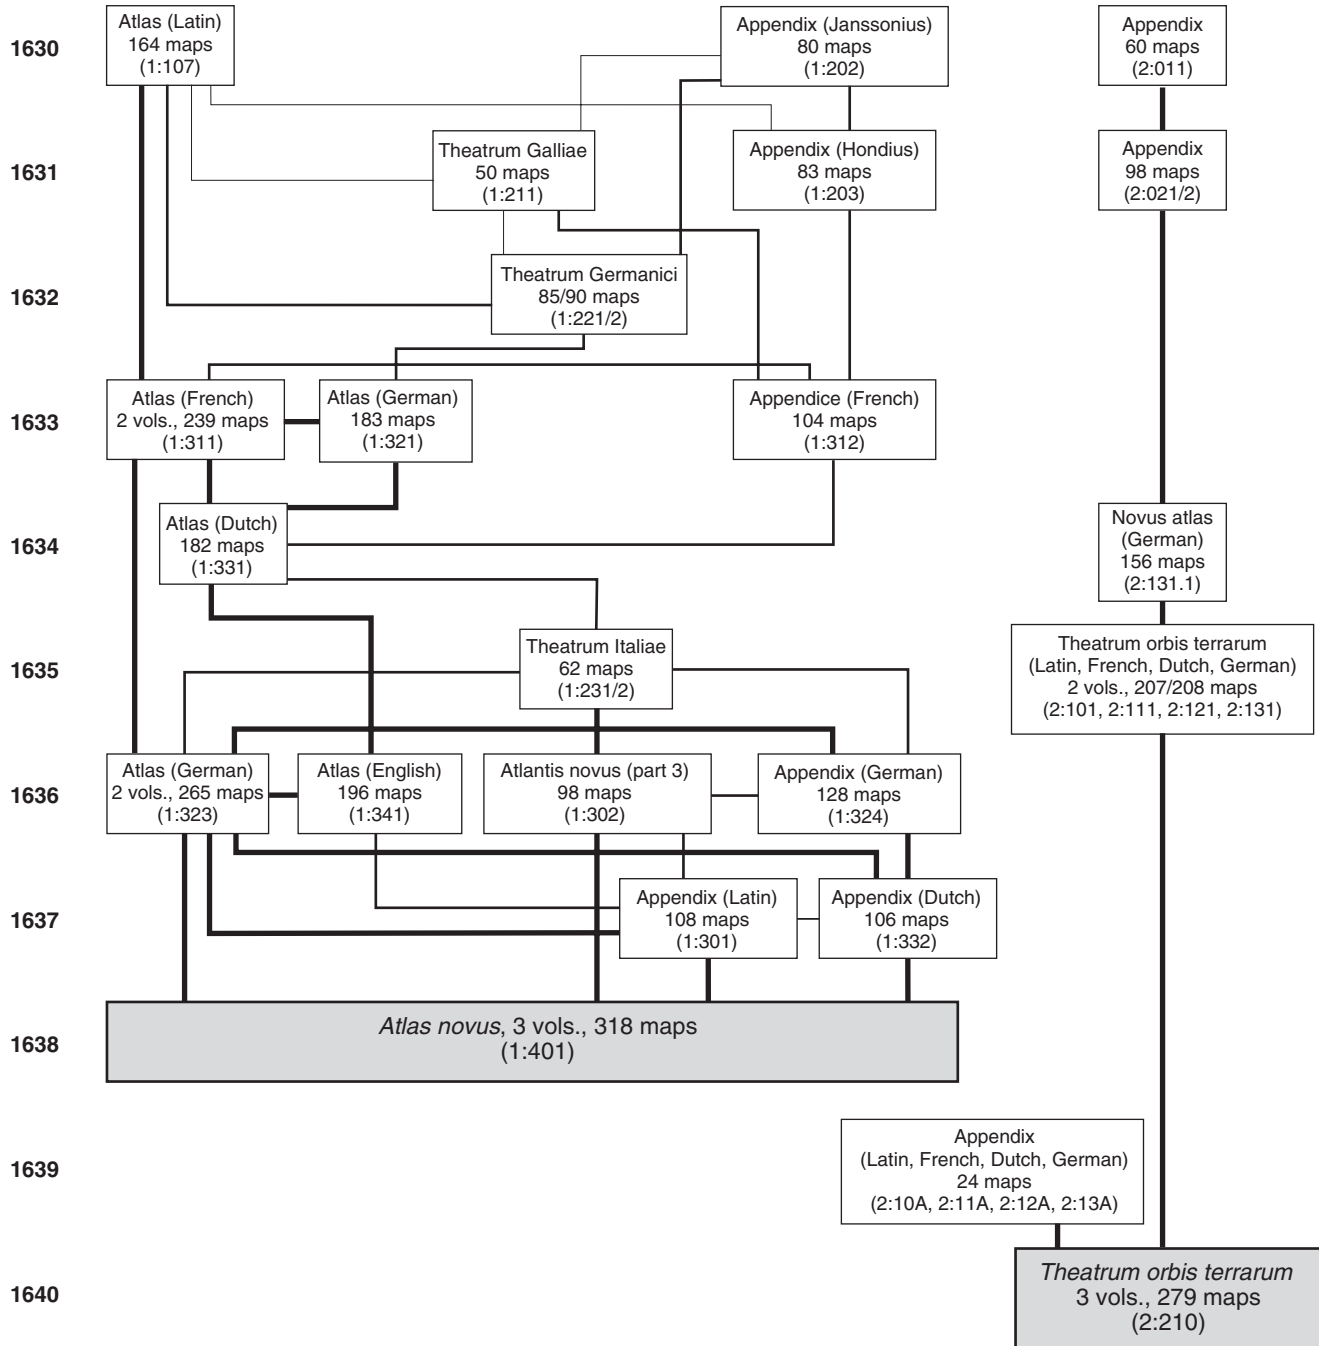 1630
Atlas (Latin)
164 maps
(1:107)
Appendix (Janssonius)
80 maps
(1:202)
Appendix
60 maps
(2:011)
1631
Theatrum Galliae
50 maps
(1:211)
Appendix (Hondius)
83 maps
(1:203)
Appendix
98 maps
(2:021/2)
1632
Theatrum Germanici
85/90 maps
(1:221/2)
1633
Atlas (French)
2 vols., 239 maps
(1:311)
Atlas (German)
183 maps
(1:321)
Appendice (French)
104 maps
(1:312)
1634
Atlas (Dutch)
182 maps
(1:331)
Novus atlas
(German)
156 maps
(2:131.1)
1635
Theatrum Italiae
62 maps
(1:231/2)
Theatrum orbis terrarum
(Latin, French, Dutch, German)
2 vols., 207/208 maps
(2:101, 2:111, 2:121, 2:131)
1636
Atlas (German)
2 vols., 265 maps
(1:323)
Atlas (English)
196 maps
(1:341)
Atlantis novus (part 3)
98 maps
(1:302)
Appendix (German)
128 maps
(1:324)
1637
Appendix (Latin)
108 maps
(1:301)
Appendix (Dutch)
106 maps
(1:332)
1638
Atlas novus, 3 vols., 318 maps
(1:401)
1639
Appendix
(Latin, French, Dutch, German)
24 maps
(2:10A, 2:11A, 2:12A, 2:13A)
1640
Theatrum orbis terrarum
3 vols., 279 maps
(2:210)